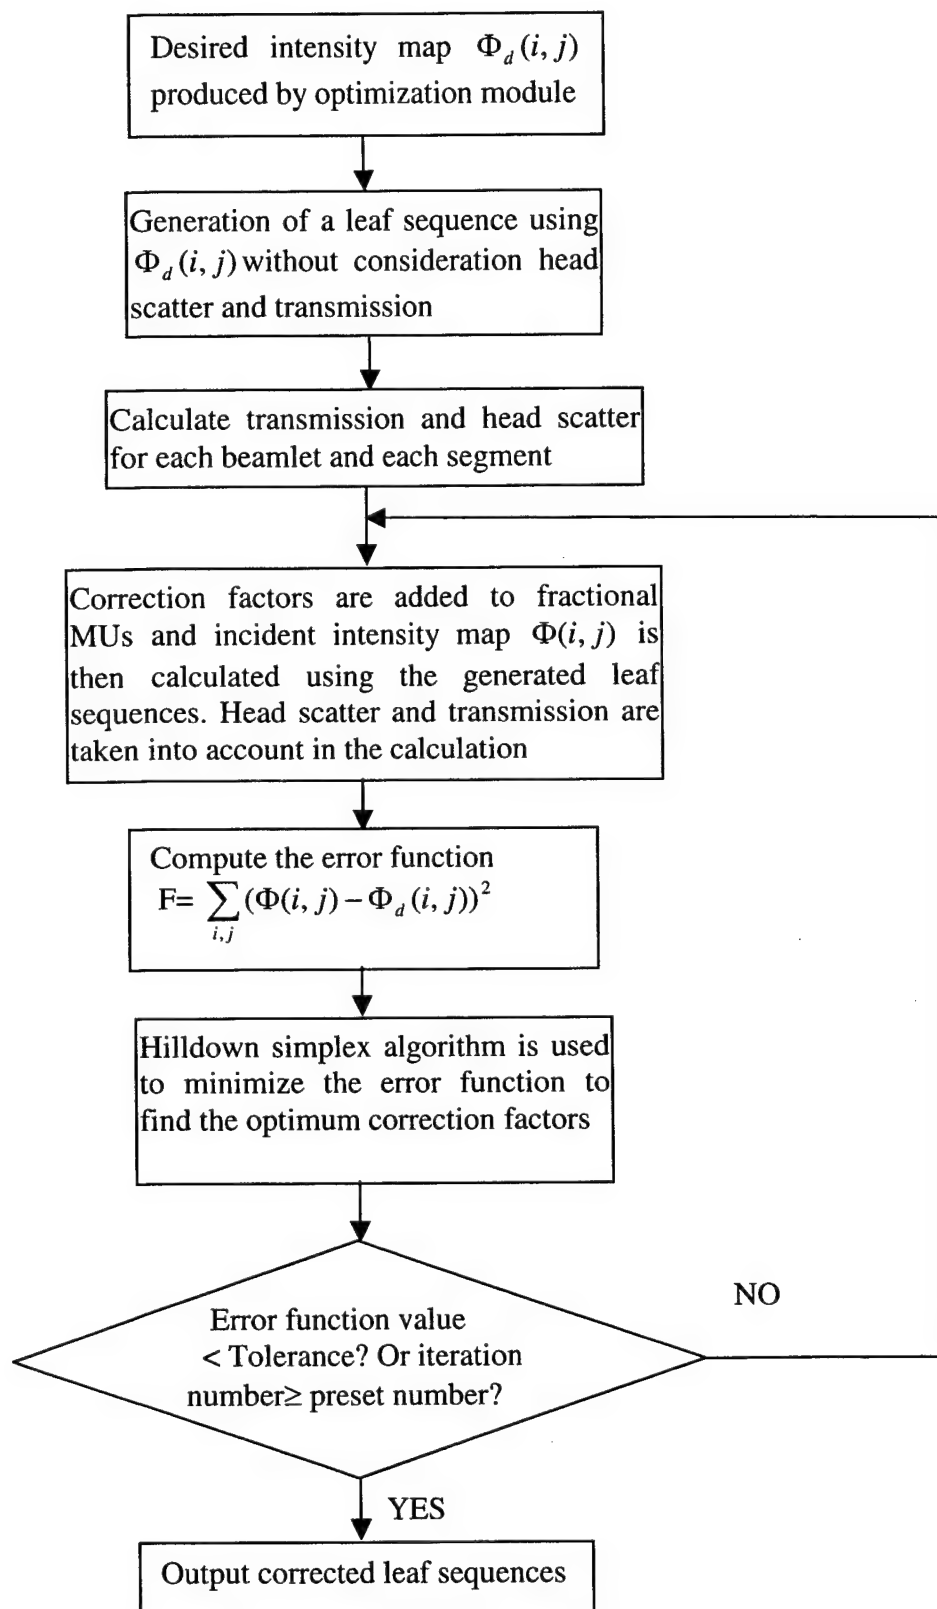 Desired intensity map Φ_d(i, j)
produced by optimization module
Generation of a leaf sequence using
Φ_d(i, j) without consideration head
scatter and transmission
Calculate transmission and head scatter
for each beamlet and each segment
Correction factors are added to fractional
MUs and incident intensity map Φ(i, j) is
then calculated using the generated leaf
sequences. Head scatter and transmission are
taken into account in the calculation
Compute the error function
F= ∑_{i,j} (Φ(i, j) – Φ_d(i, j))²
Hilldown simplex algorithm is used
to minimize the error function to
find the optimum correction factors
Error function value
< Tolerance? Or iteration
number≥ preset number?
NO
YES
Output corrected leaf sequences